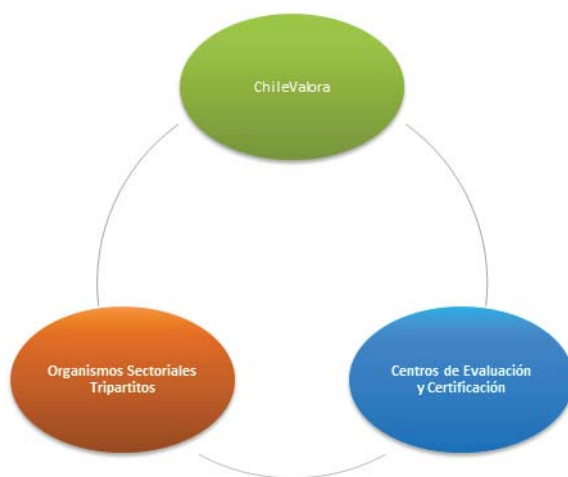 ChileValora
Organismos Sectoriales
Tripartitos
Centros de Evaluación
y Certificación